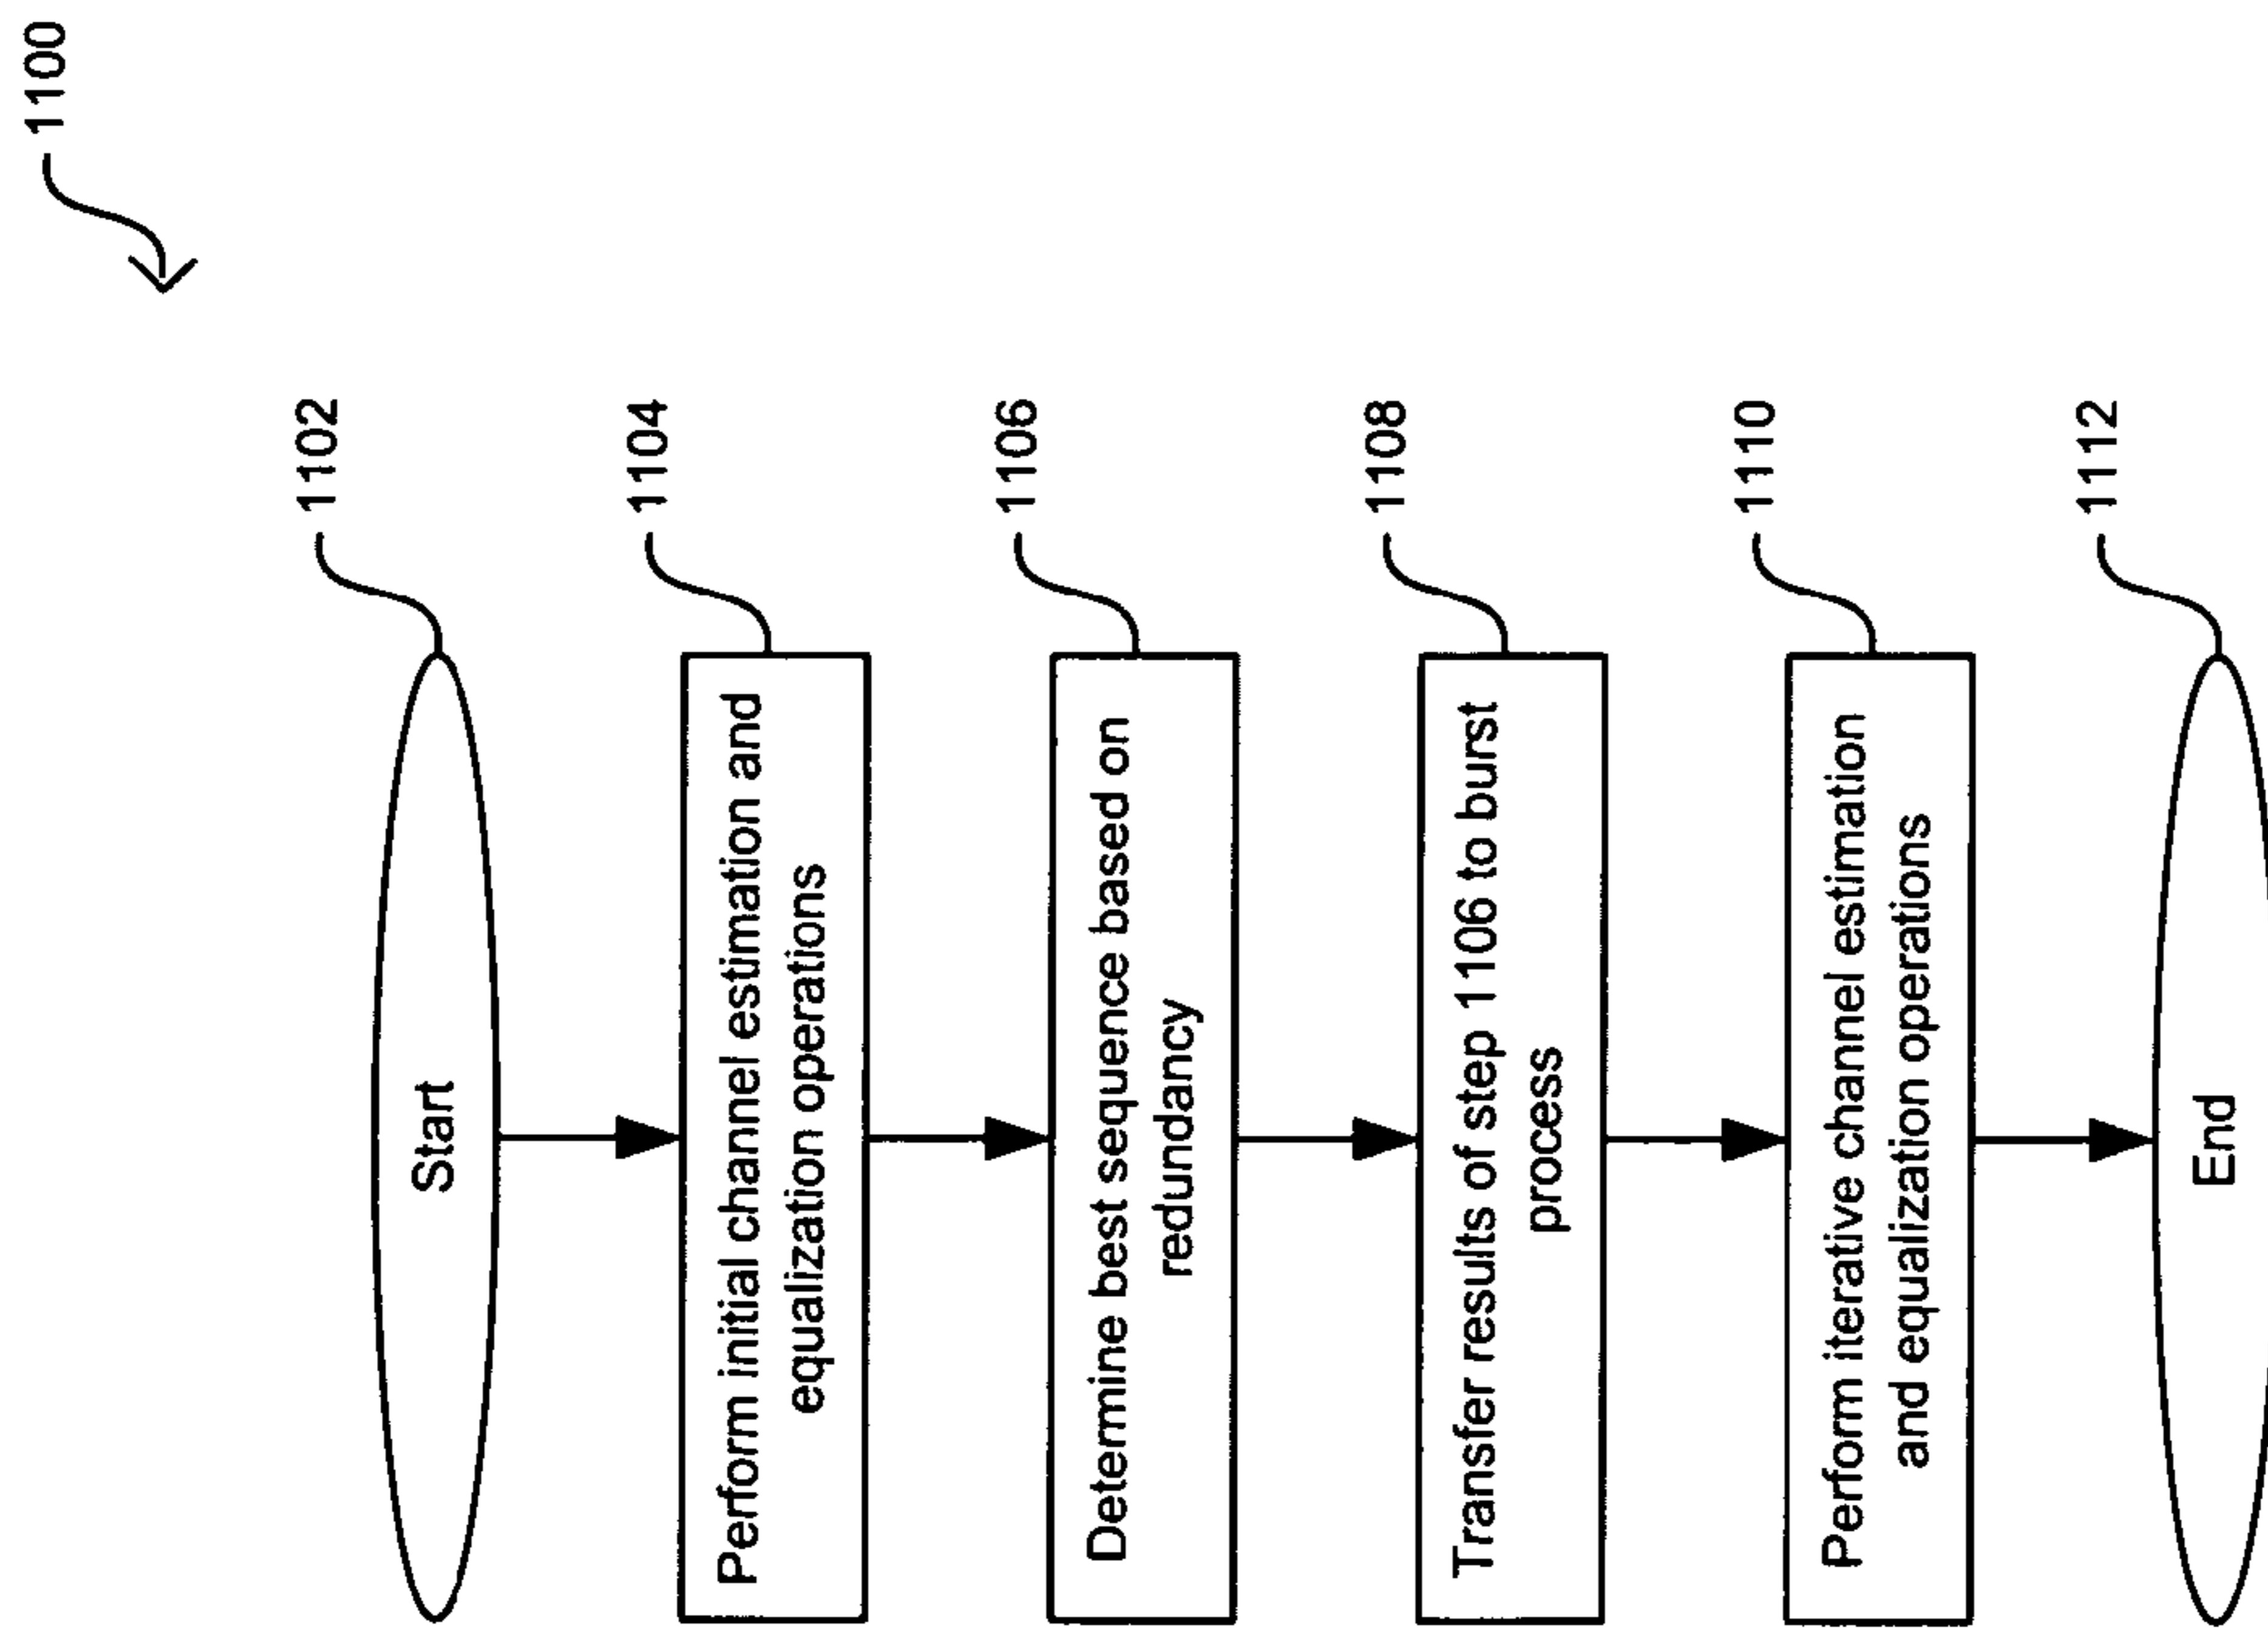 1100
1102
Start
1104
Perform initial channel estimation and
equalization operations
1106
Determine best sequence based on
redundancy
1108
Transfer results of step 1106 to burst
process
1110
Perform iterative channel estimation
and equalization operations
1112
End